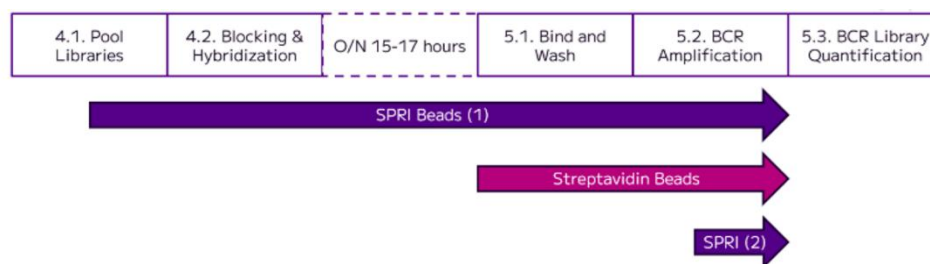 4.1. Pool
Libraries
4.2. Blocking &
Hybridization
O/N 15-17 hours
5.1. Bind and
Wash
5.2. BCR
Amplification
5.3. BCR Library
Quantification
SPRI Beads (1)
Streptavidin Beads
SPRI (2)